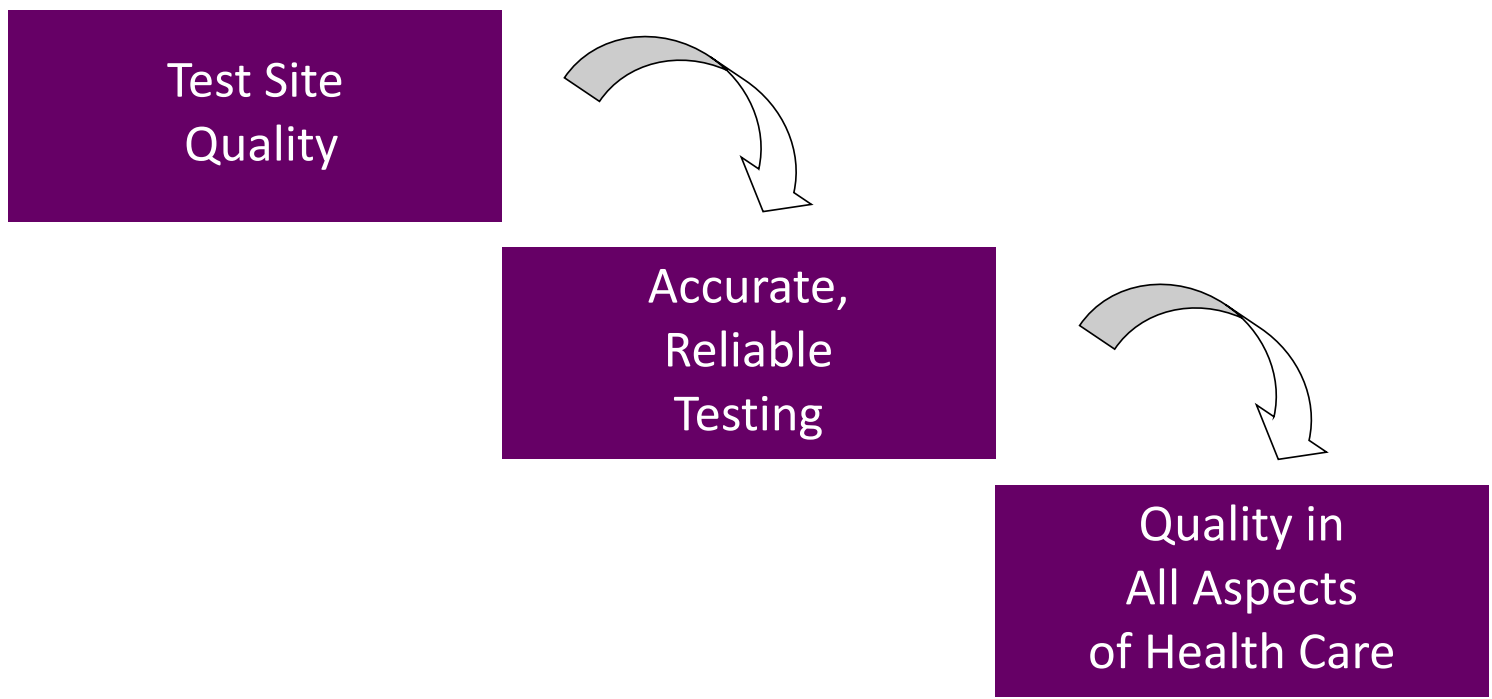 Test Site
Quality
Accurate,
Reliable
Testing
Quality in
All Aspects
of Health Care